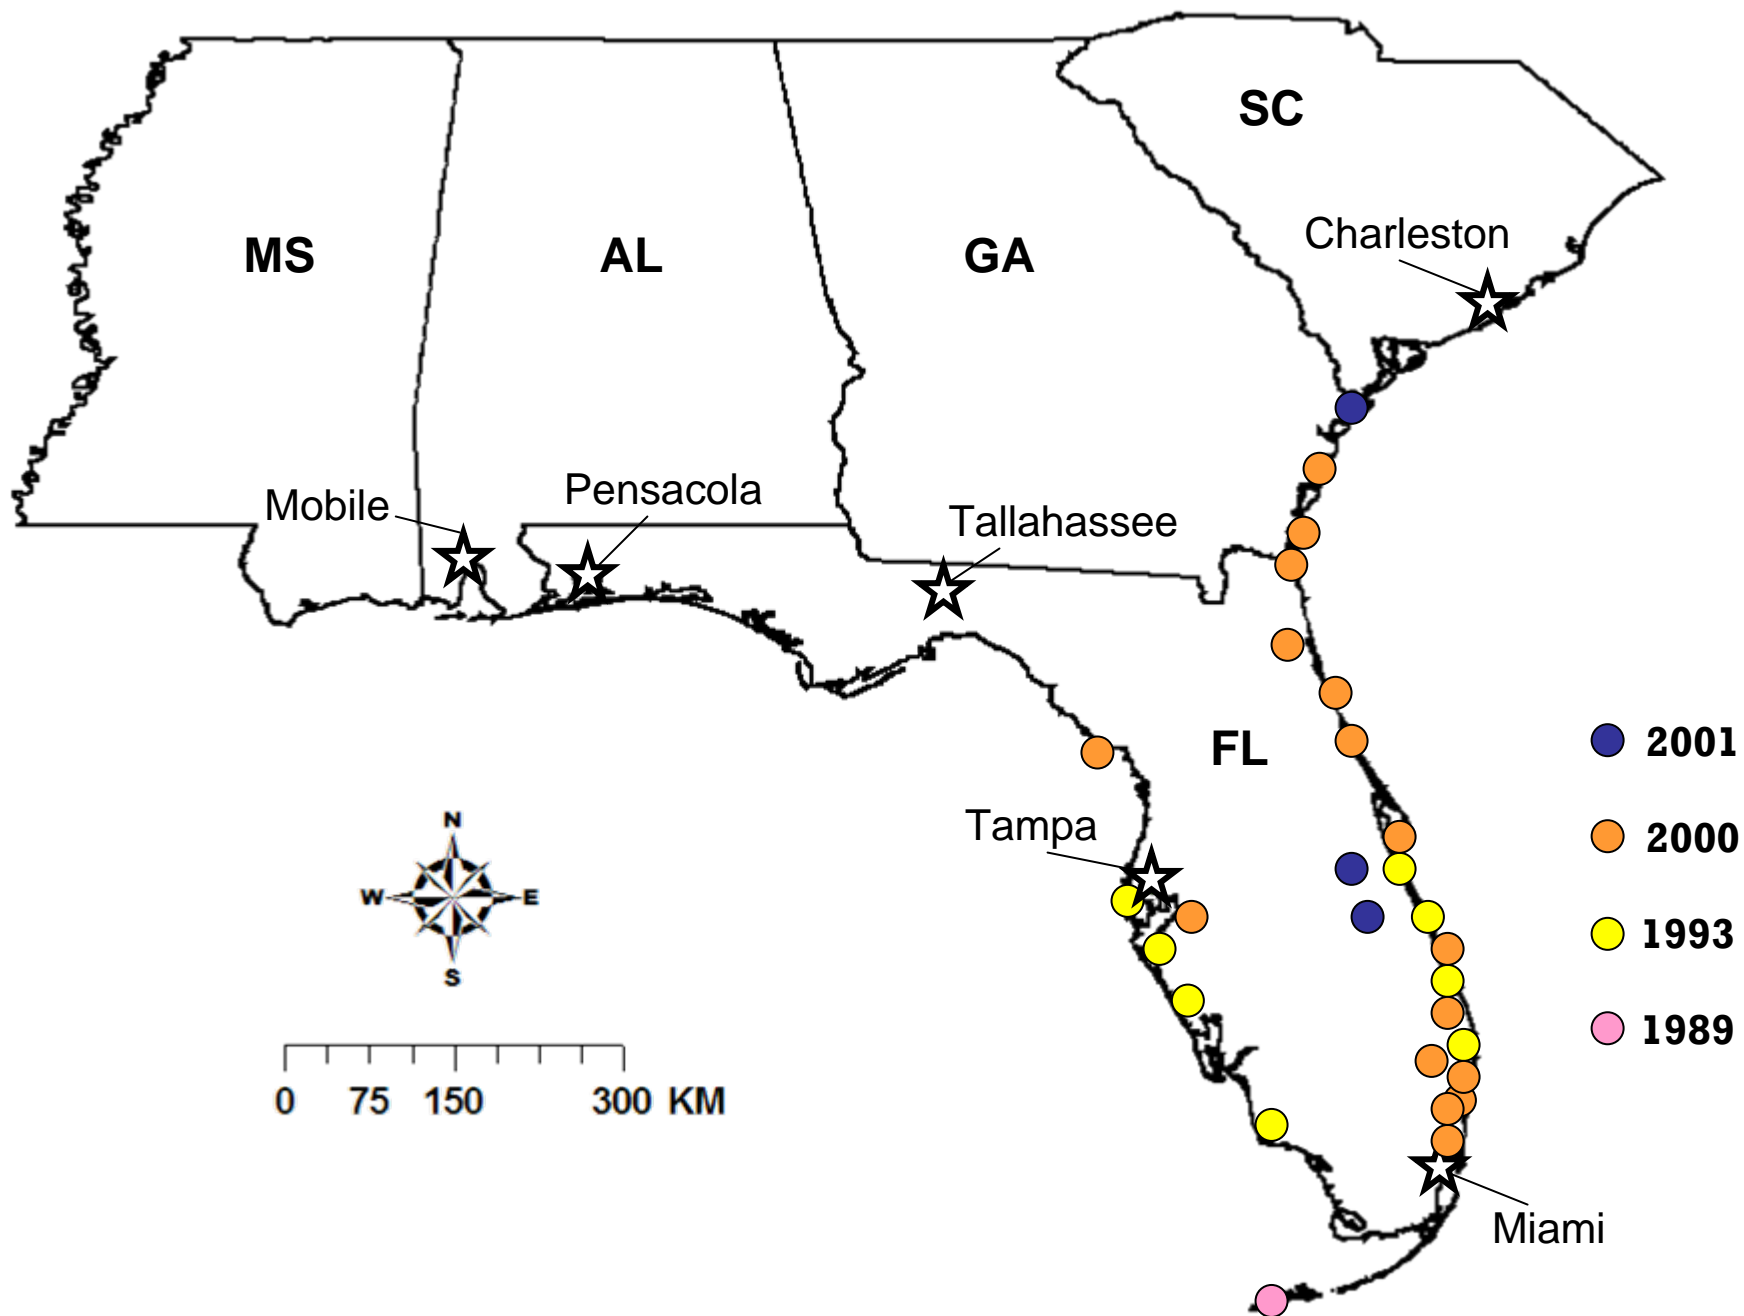 SC
Charleston
MS
AL
GA
Mobile
Pensacola
Tallahassee
FL
2001
Tampa
N
2000
W
E
1993
S
1989
0 75 150 300 KM
Miami